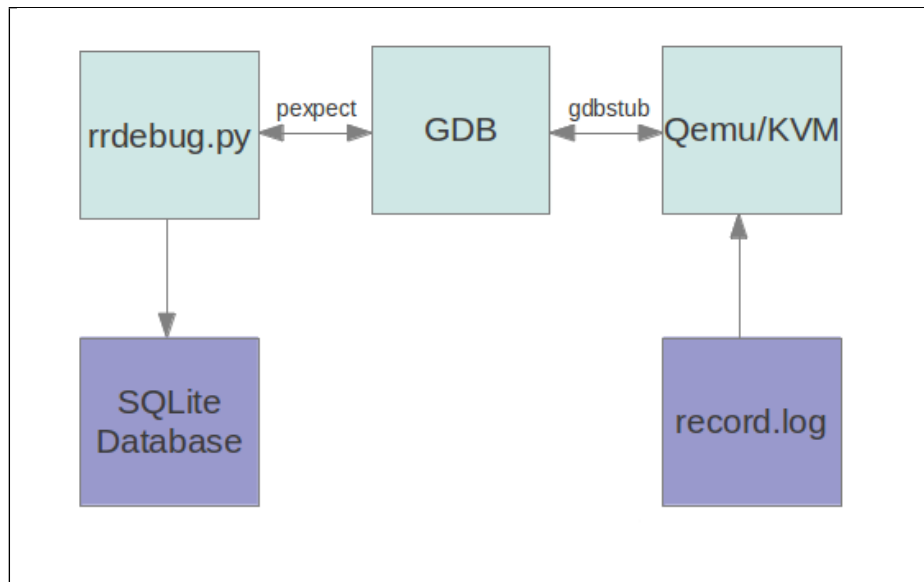 rrdebug.py
pexpect
GDB
gdbstub
Qemu/KVM
SQLite
Database
record.log